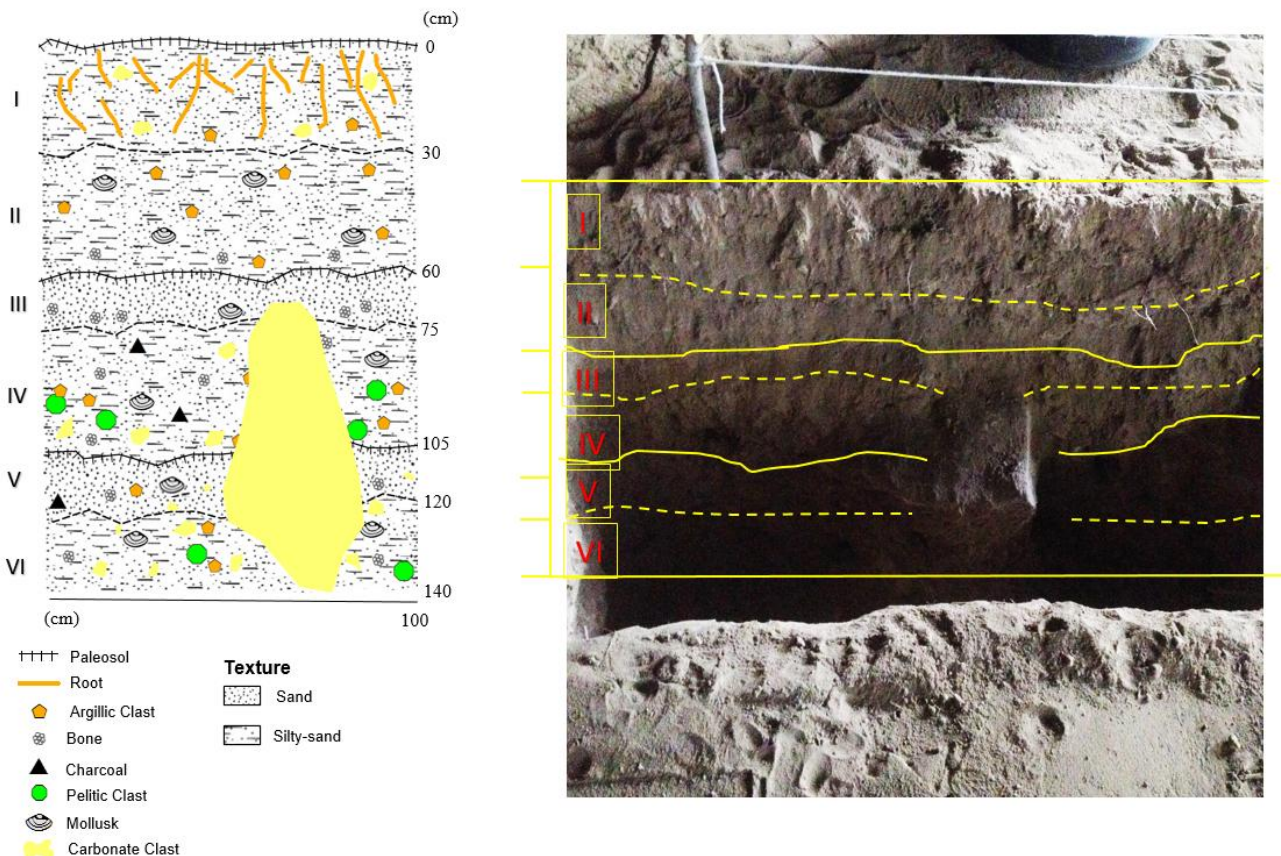 (cm)
0
I
30
II
60
III
75
IV
105
V
120
VI
140
(cm)
100
Paleosol
Root
Argillic Clast
Bone
Charcoal
Pelitic Clast
Mollusk
Carbonate Clast
Texture
Sand
Silty-sand
I
II
III
IV
V
VI